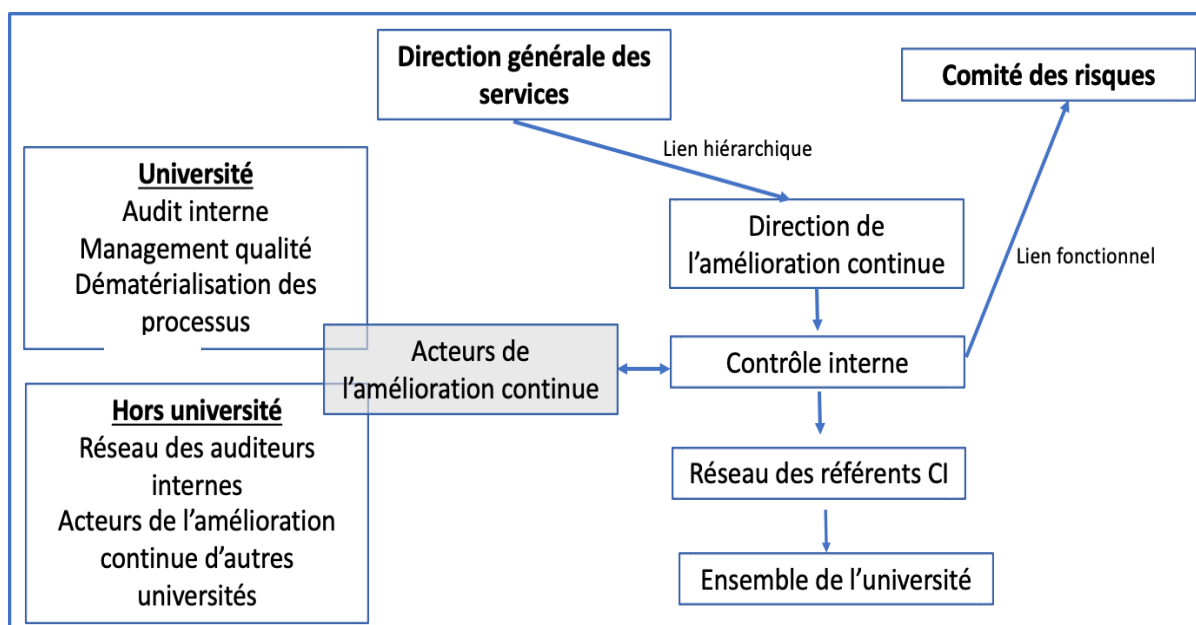 Direction générale des
services
Comité des risques
Lien hiérarchique
Université
Audit interne
Management qualité
Dématérialisation des
processus
Direction de
l'amélioration continue
Lien fonctionnel
Acteurs de
l'amélioration continue
Contrôle interne
Hors université
Réseau des auditeurs
internes
Acteurs de l'amélioration
continue d'autres
universités
Réseau des référents CI
Ensemble de l'université